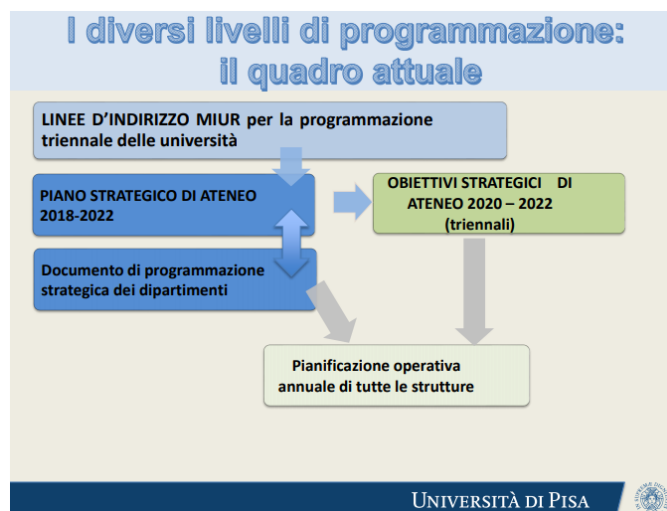 I diversi livelli di programmazione:
il quadro attuale
LINEE D'INDIRIZZO MIUR per la programmazione
triennale delle università
PIANO STRATEGICO DI ATENEO
2018-2022
OBIETTIVI STRATEGICI DI
ATENEO 2020 – 2022
(triennali)
Documento di programmazione
strategica dei dipartimenti
Pianificazione operativa
annuale di tutte le strutture
UNIVERSITÀ DI PISA